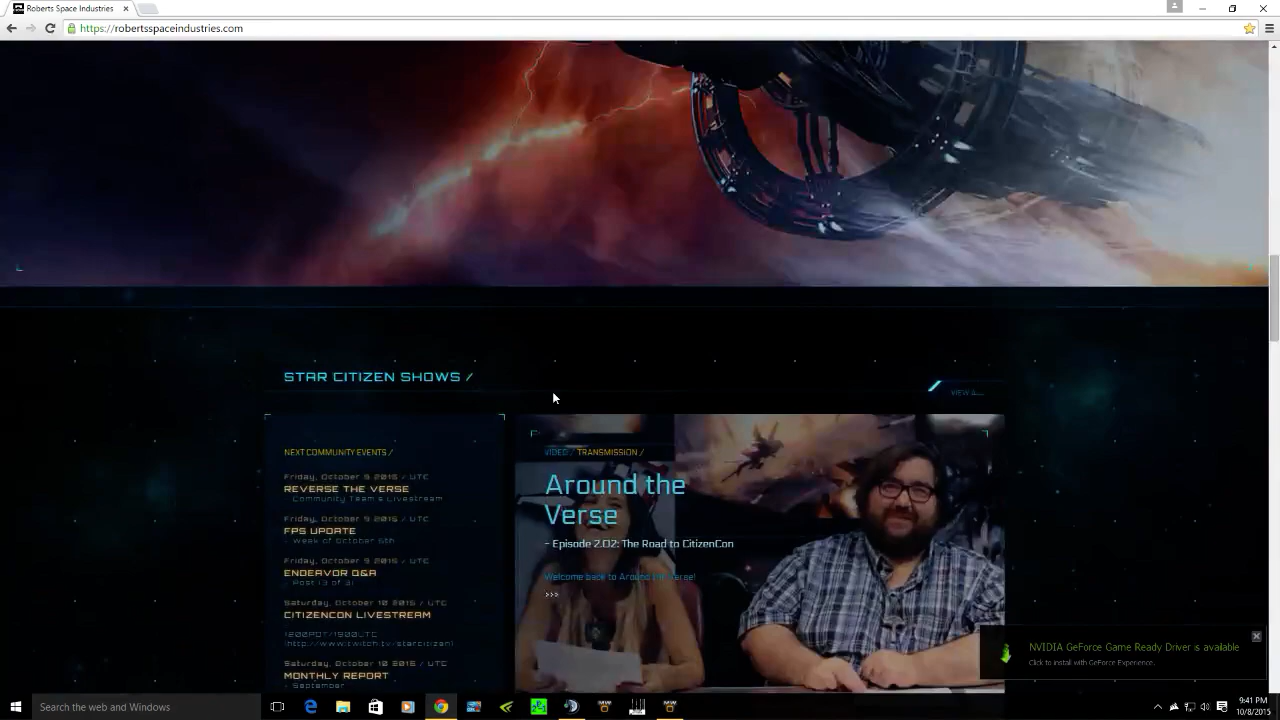 Roberts Space Industries
https://robertsspaceindustries.com
STAR CITIZEN SHOWS /
NEXT COMMUNITY EVENTS /
Friday, October 9 2015 / UTC
REVERSE THE VERSE
- Community Team's Livestream
Friday, October 9 2015 / UTC
FPS UPDATE
- Week of October 5th
Friday, October 9 2015 / UTC
ENDEAVOR Q&A
- Post (3 of 3)
Saturday, October 10 2015 / UTC
CITIZENCON LIVESTREAM
1200PDT/1900UTC
(http://www.twitch.tv/starcitizen)
Saturday, October 10 2015 / UTC
MONTHLY REPORT
- September
VIDEO / TRANSMISSION /
Around the
Verse
- Episode 2.02: The Road to CitizenCon
Welcome back to Around the Verse!
>>>
NVIDIA GeForce Game Ready Driver is available
Click to install with GeForce Experience.
Search the web and Windows
9:41 PM
10/8/2015